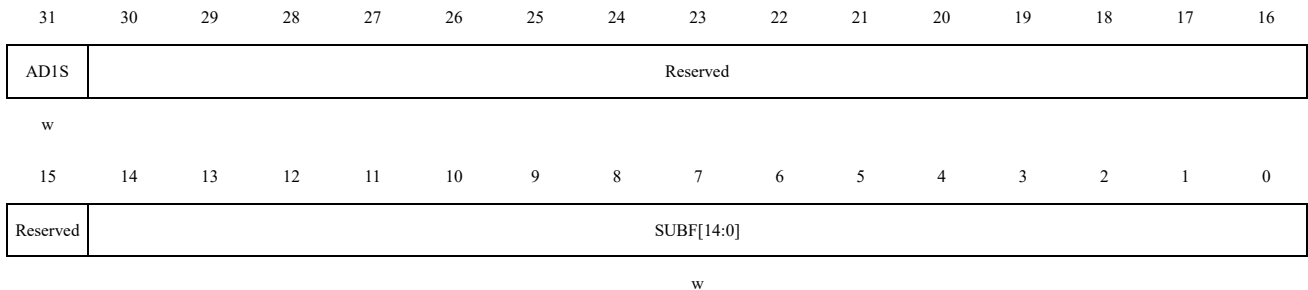 31 30 29 28 27 26 25 24 23 22 21 20 19 18 17 16
AD1S Reserved
w
15 14 13 12 11 10 9 8 7 6 5 4 3 2 1 0
Reserved SUBF[14:0]
w